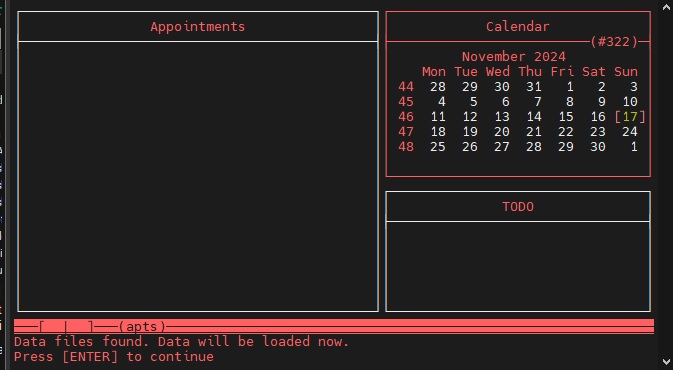 Appointments
Calendar
(#322)
November 2024
Mon Tue Wed Thu Fri Sat Sun
44 28 29 30 31 1 2 3
45 4 5 6 7 8 9 10
46 11 12 13 14 15 16 [17]
47 18 19 20 21 22 23 24
48 25 26 27 28 29 30 1
TODO
[ | ] (apts)
Data files found. Data will be loaded now.
Press [ENTER] to continue